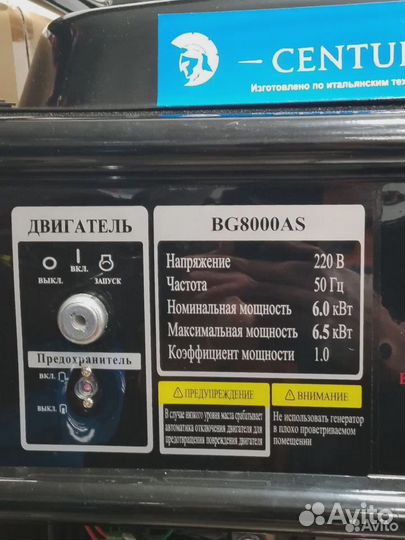 – CENTU
Изготовлено по итальянским тех
ДВИГАТЕЛЬ
ВЫКЛ. ВКЛ. ЗАПУСК
Предохранитель
ВКЛ.
ВЫКЛ.
BG8000AS
Напряжение 220 В
Частота 50 Гц
Номинальная мощность 6.0 кВт
Максимальная мощность 6.5 кВт
Коэффициент мощности 1.0
ПРЕДУПРЕЖДЕНИЕ
В случае низкого уровня масла срабатывает
автоматика отключения двигателя для
предотвращения повреждения двигателя
ВНИМАНИЕ
Не использовать генератор
в плохо проветриваемом
помещении
Avito